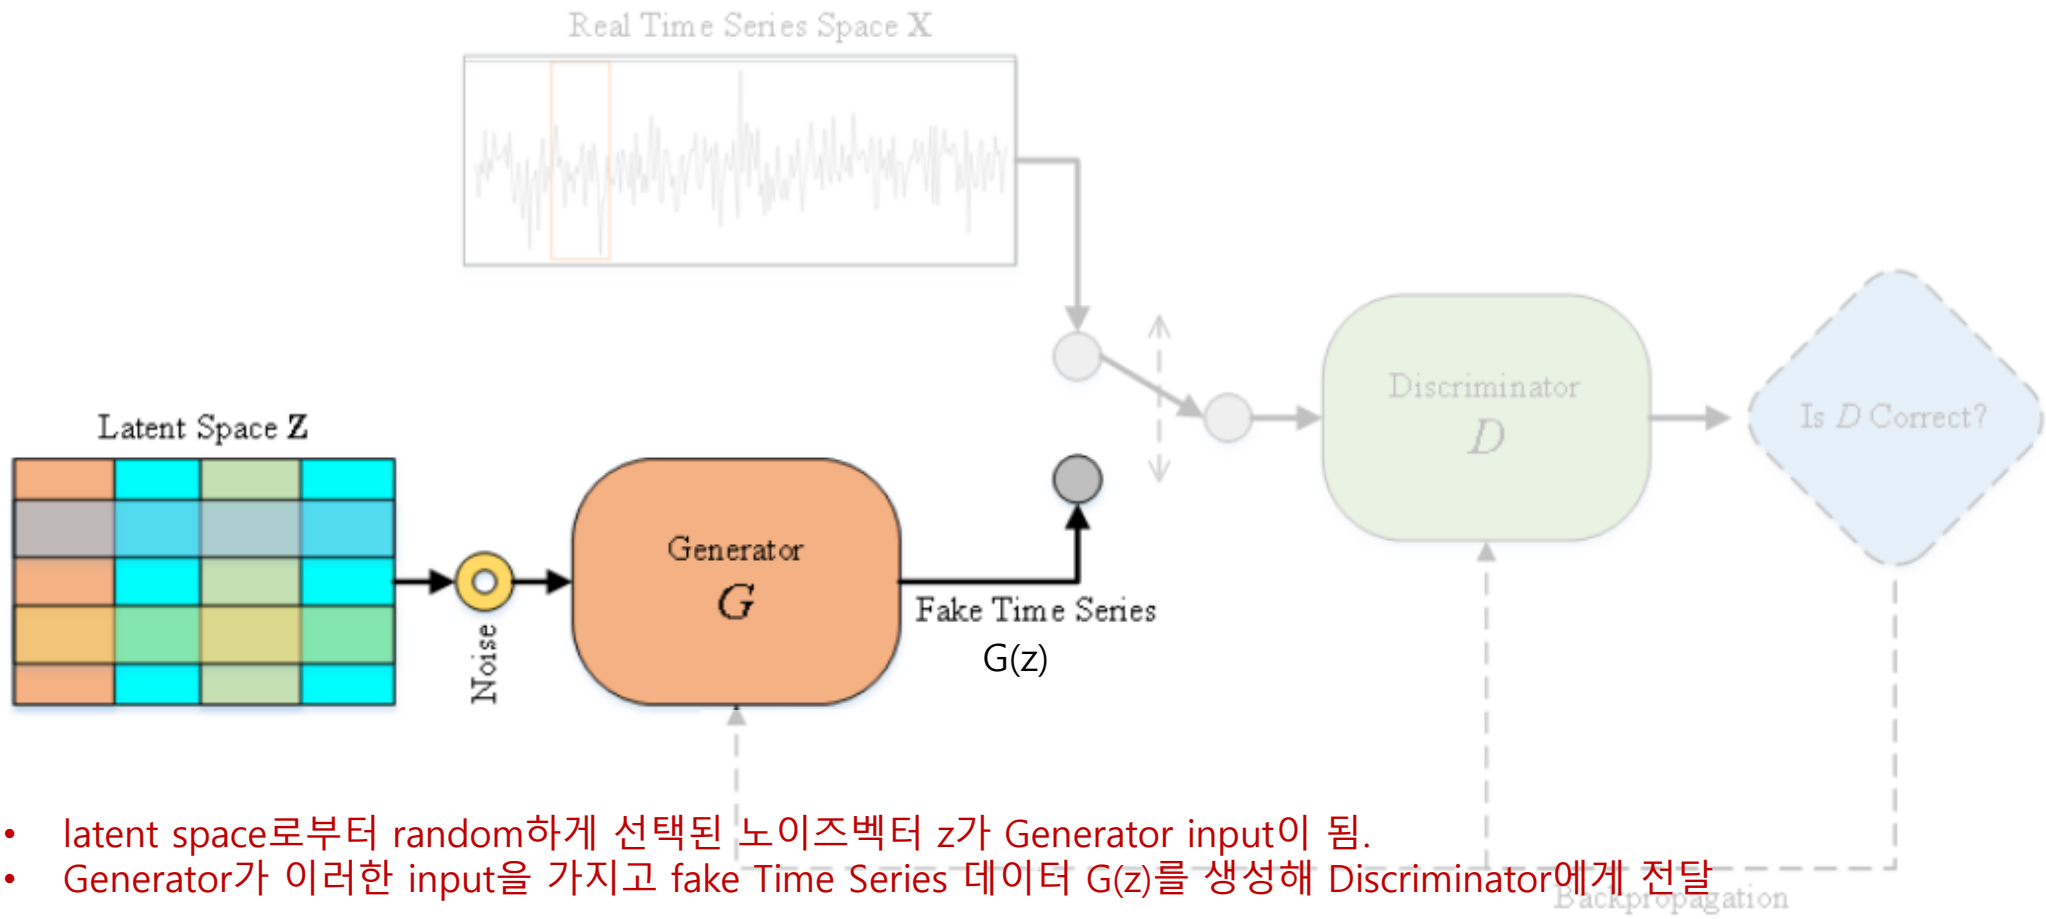 Real Time Series Space X
Latent Space Z
Noise
Generator
G
Fake Time Series
G(z)
Discriminator
D
Is D Correct?
• latent space로부터 random하게 선택된 노이즈벡터 z가 Generator input이 됨.
• Generator가 이러한 input을 가지고 fake Time Series 데이터 G(z)를 생성해 Discriminator에게 전달
Backpropagation